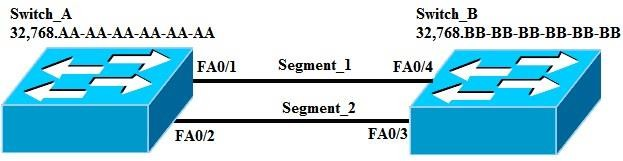 Switch_A
32,768.AA-AA-AA-AA-AA-AA
Switch_B
32,768.BB-BB-BB-BB-BB-BB
FA0/1
Segment_1
FA0/4
Segment_2
FA0/2
FA0/3